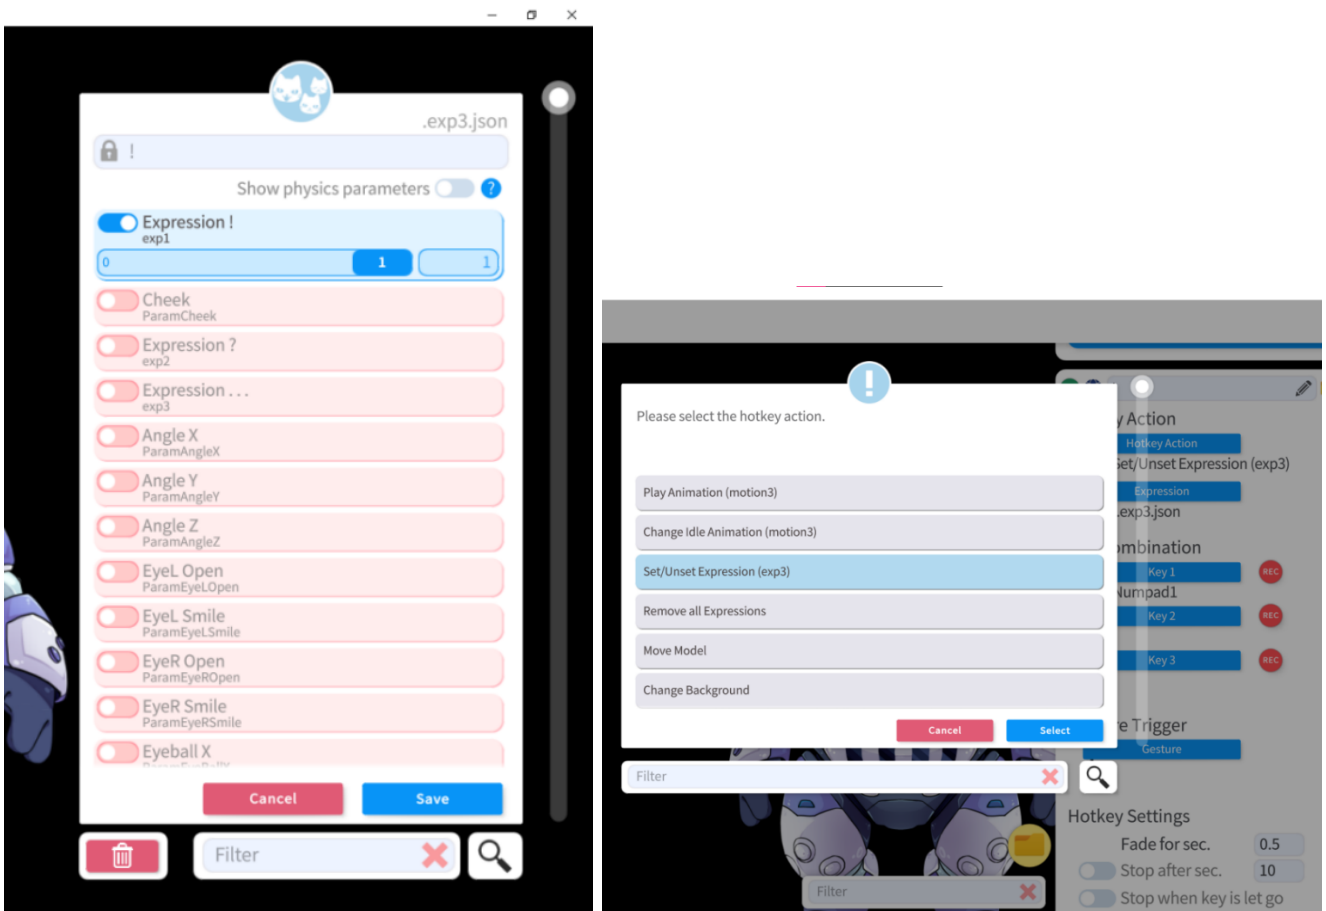 .exp3.json
!
Show physics parameters ?
Expression !
exp1
0 1 1
Cheek
ParamCheek
Expression ?
exp2
Expression . . .
exp3
Angle X
ParamAngleX
Angle Y
ParamAngleY
Angle Z
ParamAngleZ
EyeL Open
ParamEyeLOpen
EyeL Smile
ParamEyeLSmile
EyeR Open
ParamEyeROpen
EyeR Smile
ParamEyeRSmile
Eyeball X
Cancel Save
Filter
!
Please select the hotkey action.
Play Animation (motion3)
Change Idle Animation (motion3)
Set/Unset Expression (exp3)
Remove all Expressions
Move Model
Change Background
Cancel Select
Filter
Filter
y Action
Hotkey Action
Set/Unset Expression (exp3)
Expression
.exp3.json
ombination
Key 1 REC
Numpad1
Key 2 REC
Key 3 REC
e Trigger
Gesture
Hotkey Settings
Fade for sec. 0.5
Stop after sec. 10
Stop when key is let go